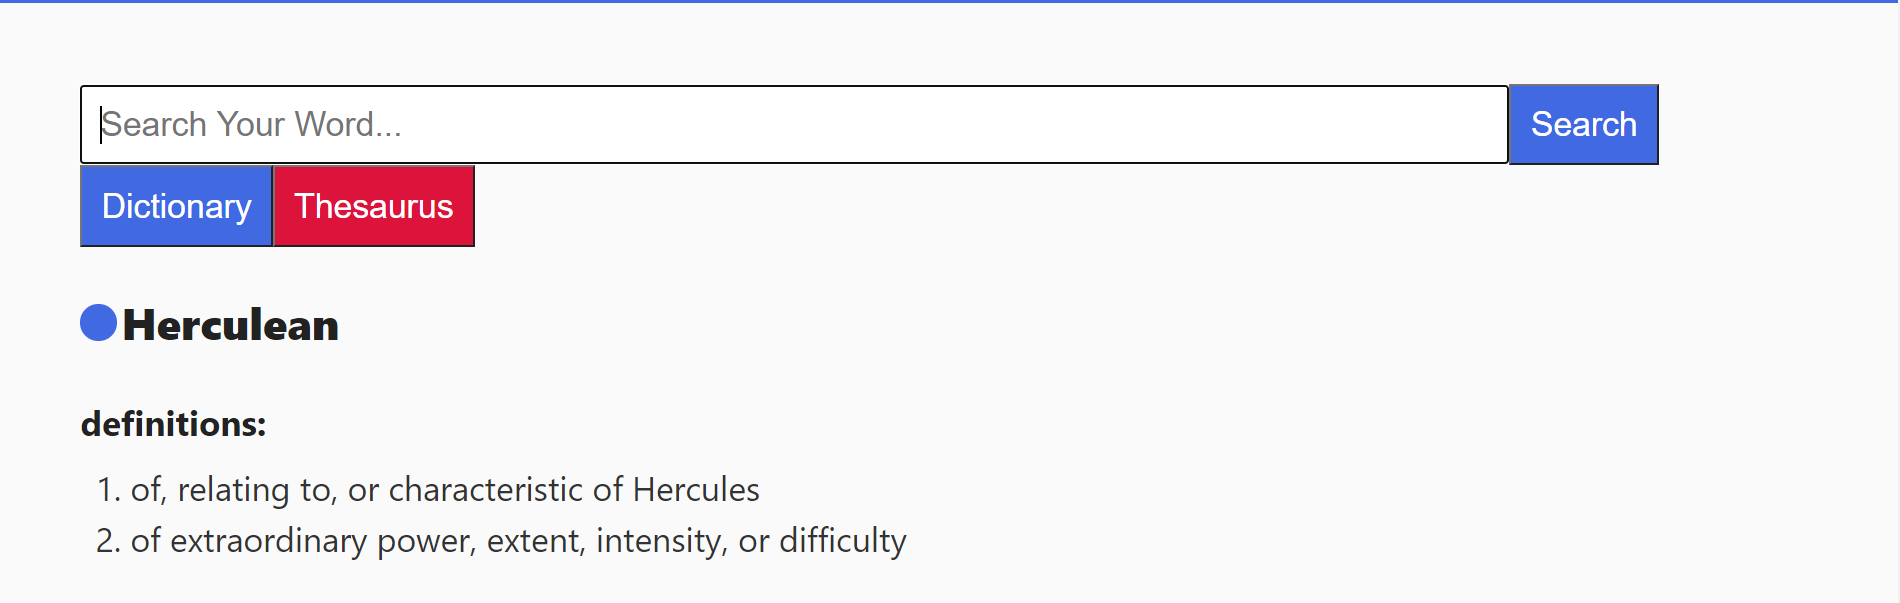 Search Your Word... Search
Dictionary Thesaurus
Herculean
definitions:
1. of, relating to, or characteristic of Hercules
2. of extraordinary power, extent, intensity, or difficulty